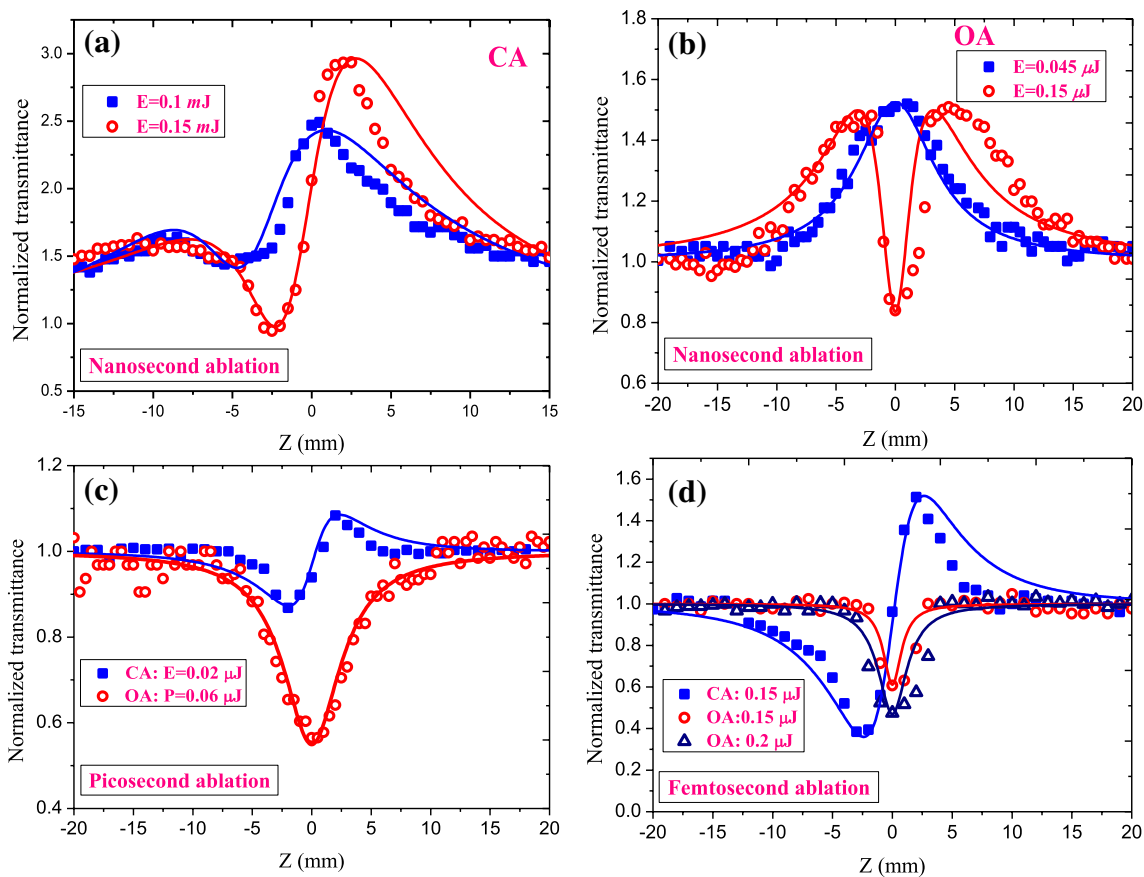 (a)
CA
E=0.1 mJ
E=0.15 mJ
Normalized transmittance
3.0
2.5
2.0
1.5
1.0
0.5
Nanosecond ablation
-15 -10 -5 0 5 10 15
Z (mm)
(b)
OA
E=0.045 μJ
E=0.15 μJ
Normalized transmittance
1.8
1.6
1.4
1.2
1.0
0.8
0.6
Nanosecond ablation
-20 -15 -10 -5 0 5 10 15 20
Z (mm)
(c)
Normalized transmittance
1.2
1.0
0.8
0.6
0.4
CA: E=0.02 μJ
OA: P=0.06 μJ
Picosecond ablation
-20 -15 -10 -5 0 5 10 15 20
Z (mm)
(d)
Normalized transmittance
1.6
1.4
1.2
1.0
0.8
0.6
0.4
0.2
0.0
CA: 0.15 μJ
OA:0.15 μJ
OA: 0.2 μJ
Femtosecond ablation
-20 -15 -10 -5 0 5 10 15 20
Z (mm)